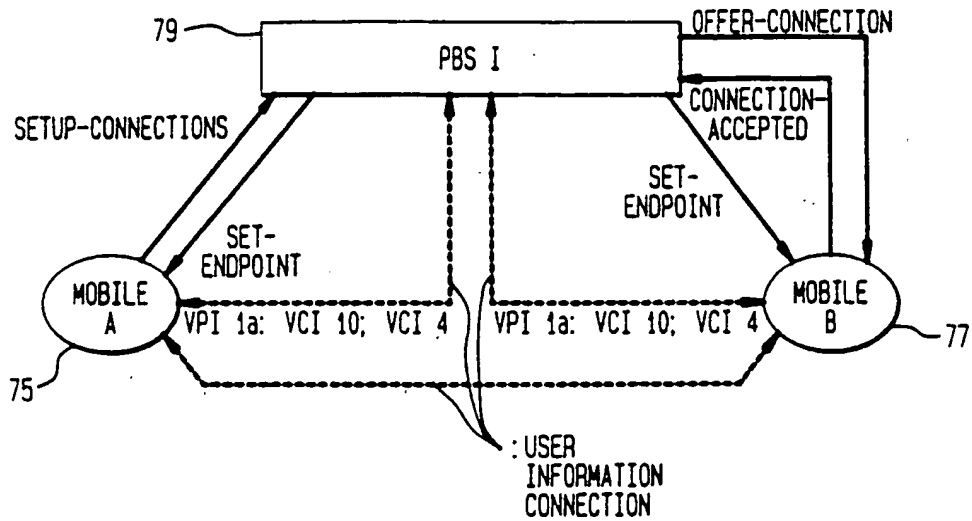 79
PBS I
OFFER-CONNECTION
SETUP-CONNECTIONS
CONNECTION-
ACCEPTED
SET-
ENDPOINT
SET-
ENDPOINT
MOBILE
A
MOBILE
B
VPI 1a: VCI 10; VCI 4
VPI 1a: VCI 10; VCI 4
75
77
: USER
INFORMATION
CONNECTION